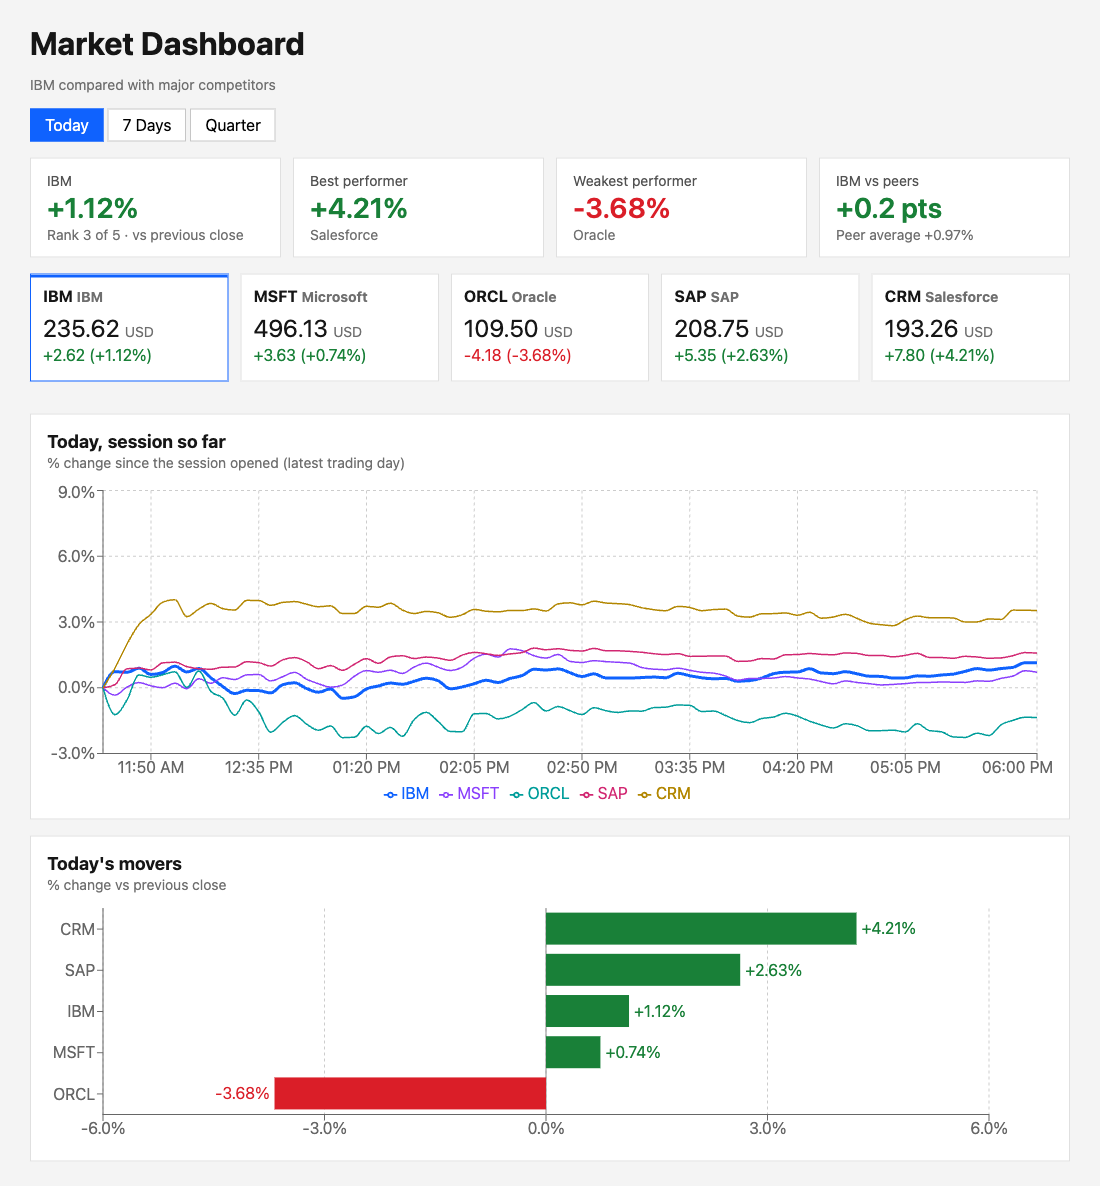 Market Dashboard
IBM compared with major competitors
Today 7 Days Quarter
IBM
+1.12%
Rank 3 of 5 · vs previous close
Best performer
+4.21%
Salesforce
Weakest performer
-3.68%
Oracle
IBM vs peers
+0.2 pts
Peer average +0.97%
IBM IBM
235.62 USD
+2.62 (+1.12%)
MSFT Microsoft
496.13 USD
+3.63 (+0.74%)
ORCL Oracle
109.50 USD
-4.18 (-3.68%)
SAP SAP
208.75 USD
+5.35 (+2.63%)
CRM Salesforce
193.26 USD
+7.80 (+4.21%)
Today, session so far
% change since the session opened (latest trading day)
9.0%
6.0%
3.0%
0.0%
-3.0%
11:50 AM 12:35 PM 01:20 PM 02:05 PM 02:50 PM 03:35 PM 04:20 PM 05:05 PM 06:00 PM
IBM MSFT ORCL SAP CRM
Today's movers
% change vs previous close
CRM +4.21%
SAP +2.63%
IBM +1.12%
MSFT +0.74%
ORCL -3.68%
-6.0% -3.0% 0.0% 3.0% 6.0%